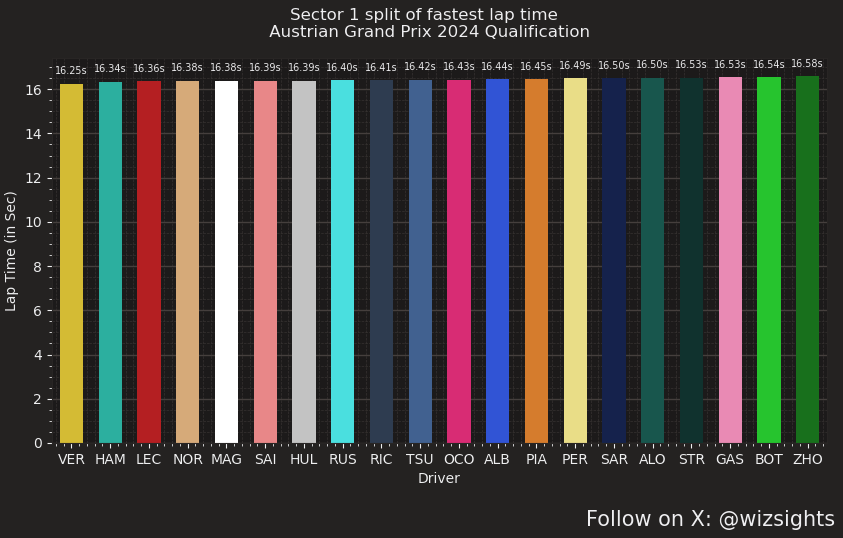 Sector 1 split of fastest lap time
Austrian Grand Prix 2024 Qualification
16.25s 16.34s 16.36s 16.38s 16.38s 16.39s 16.39s 16.40s 16.41s 16.42s 16.43s 16.44s 16.45s 16.49s 16.50s 16.50s 16.53s 16.53s 16.54s 16.58s
16
14
12
10
8
6
4
2
0
Lap Time (in Sec)
VER HAM LEC NOR MAG SAI HUL RUS RIC TSU OCO ALB PIA PER SAR ALO STR GAS BOT ZHO
Driver
Follow on X: @wizsights